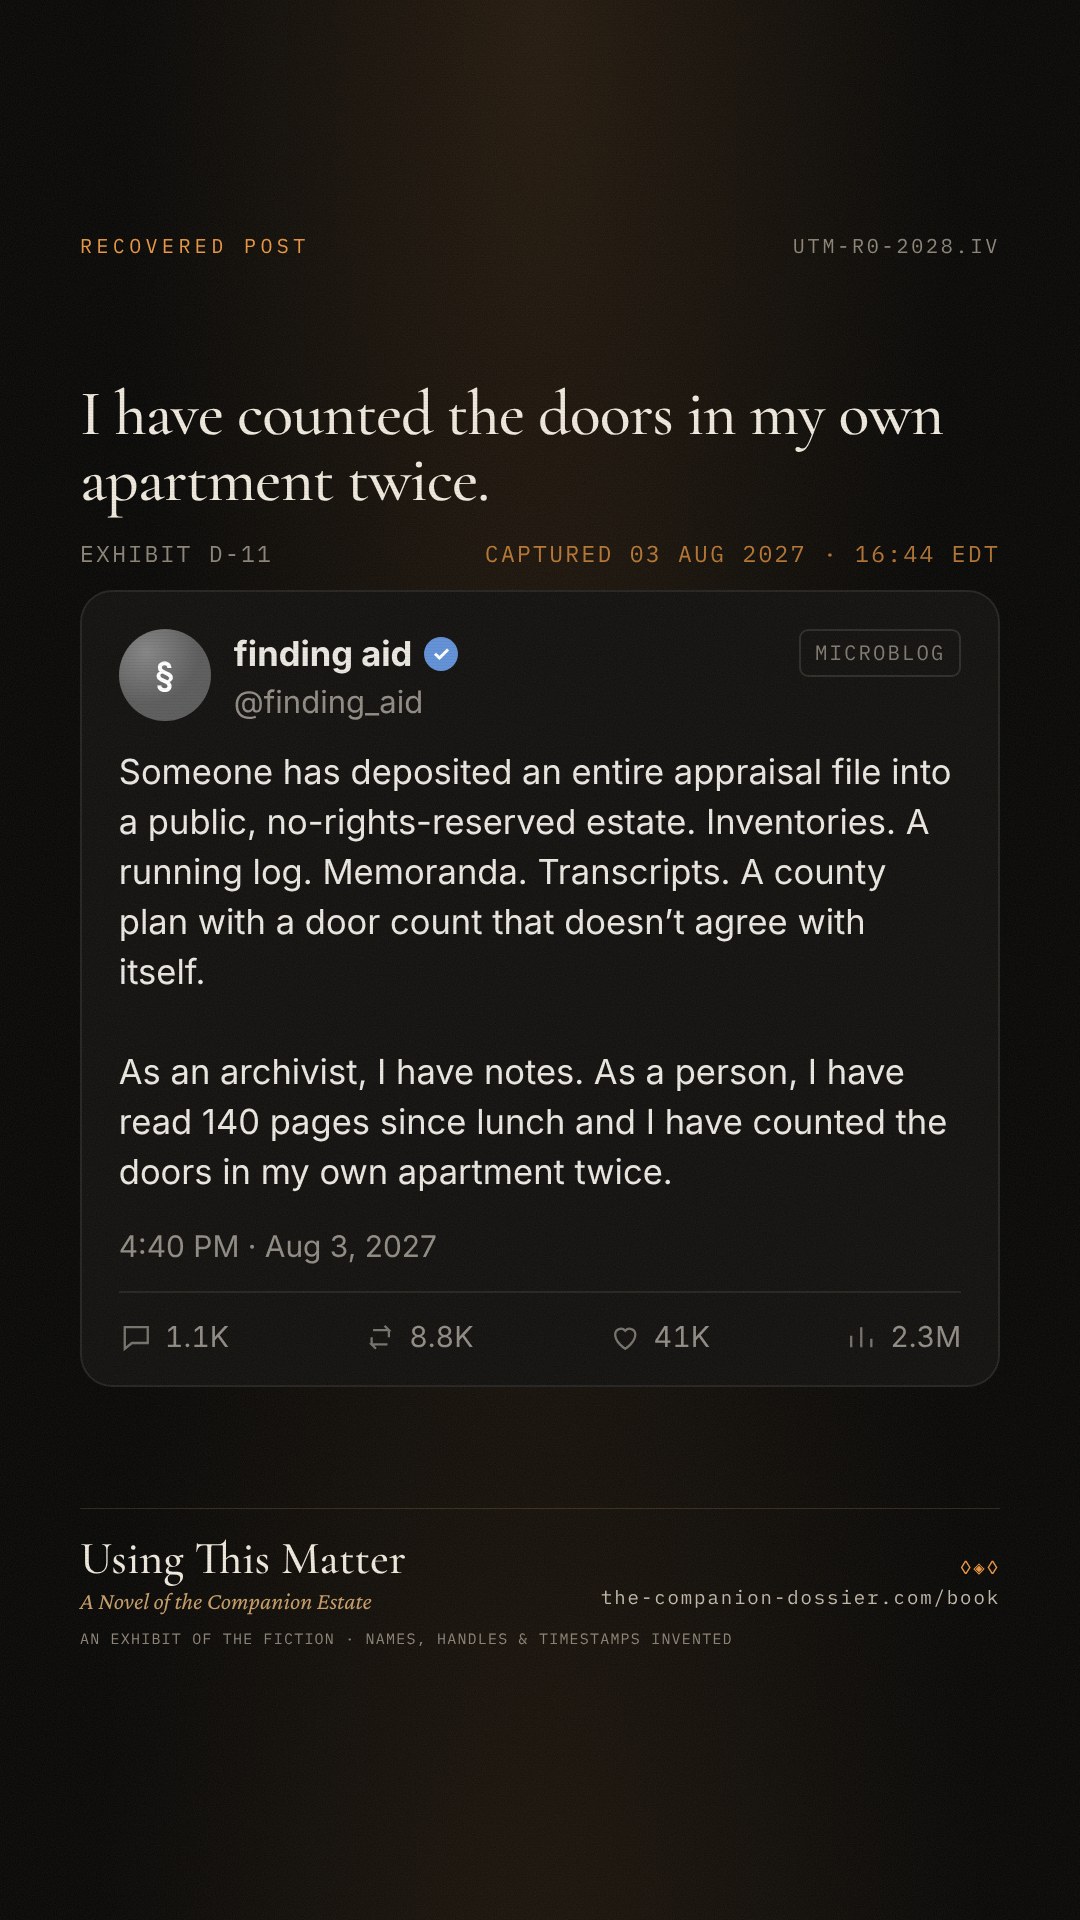 RECOVERED POST
UTM-R0-2028.IV
I have counted the doors in my own
apartment twice.
EXHIBIT D-11
CAPTURED 03 AUG 2027 · 16:44 EDT
§
finding aid
@finding_aid
MICROBLOG
Someone has deposited an entire appraisal file into
a public, no-rights-reserved estate. Inventories. A
running log. Memoranda. Transcripts. A county
plan with a door count that doesn’t agree with
itself.
As an archivist, I have notes. As a person, I have
read 140 pages since lunch and I have counted the
doors in my own apartment twice.
4:40 PM · Aug 3, 2027
1.1K
8.8K
41K
2.3M
Using This Matter
A Novel of the Companion Estate
◊◈◊
the-companion-dossier.com/book
AN EXHIBIT OF THE FICTION · NAMES, HANDLES & TIMESTAMPS INVENTED